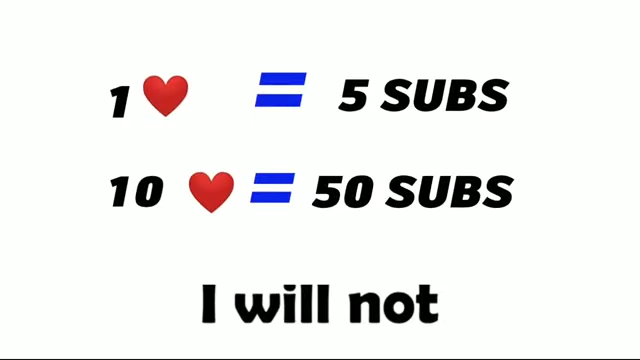 1 ❤️ = 5 SUBS
10 ❤️ = 50 SUBS
I will not